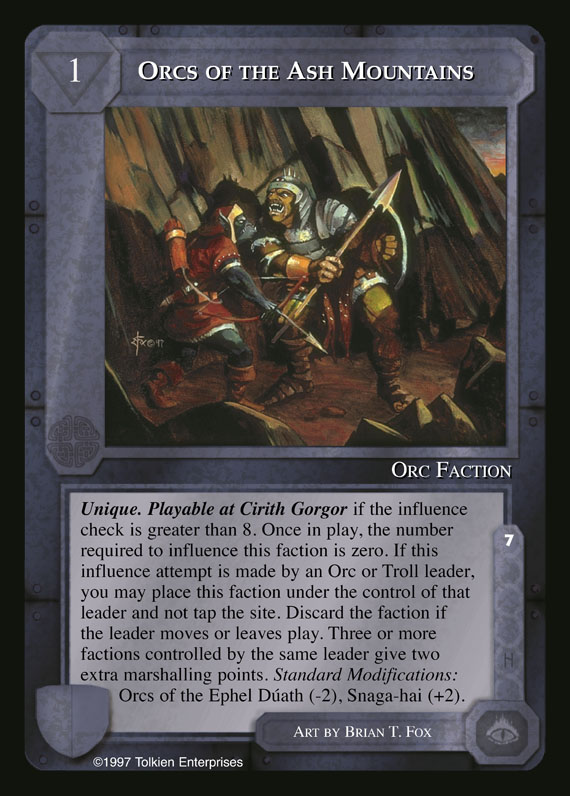 1
ORCS OF THE ASH MOUNTAINS
ORC FACTION
Unique. Playable at Cirith Gorgor if the influence
check is greater than 8. Once in play, the number
required to influence this faction is zero. If this
influence attempt is made by an Orc or Troll leader,
you may place this faction under the control of that
leader and not tap the site. Discard the faction if
the leader moves or leaves play. Three or more
factions controlled by the same leader give two
extra marshalling points. Standard Modifications:
Orcs of the Ephel Dúath (-2), Snaga-hai (+2).
7
H
ART BY BRIAN T. FOX
©1997 Tolkien Enterprises